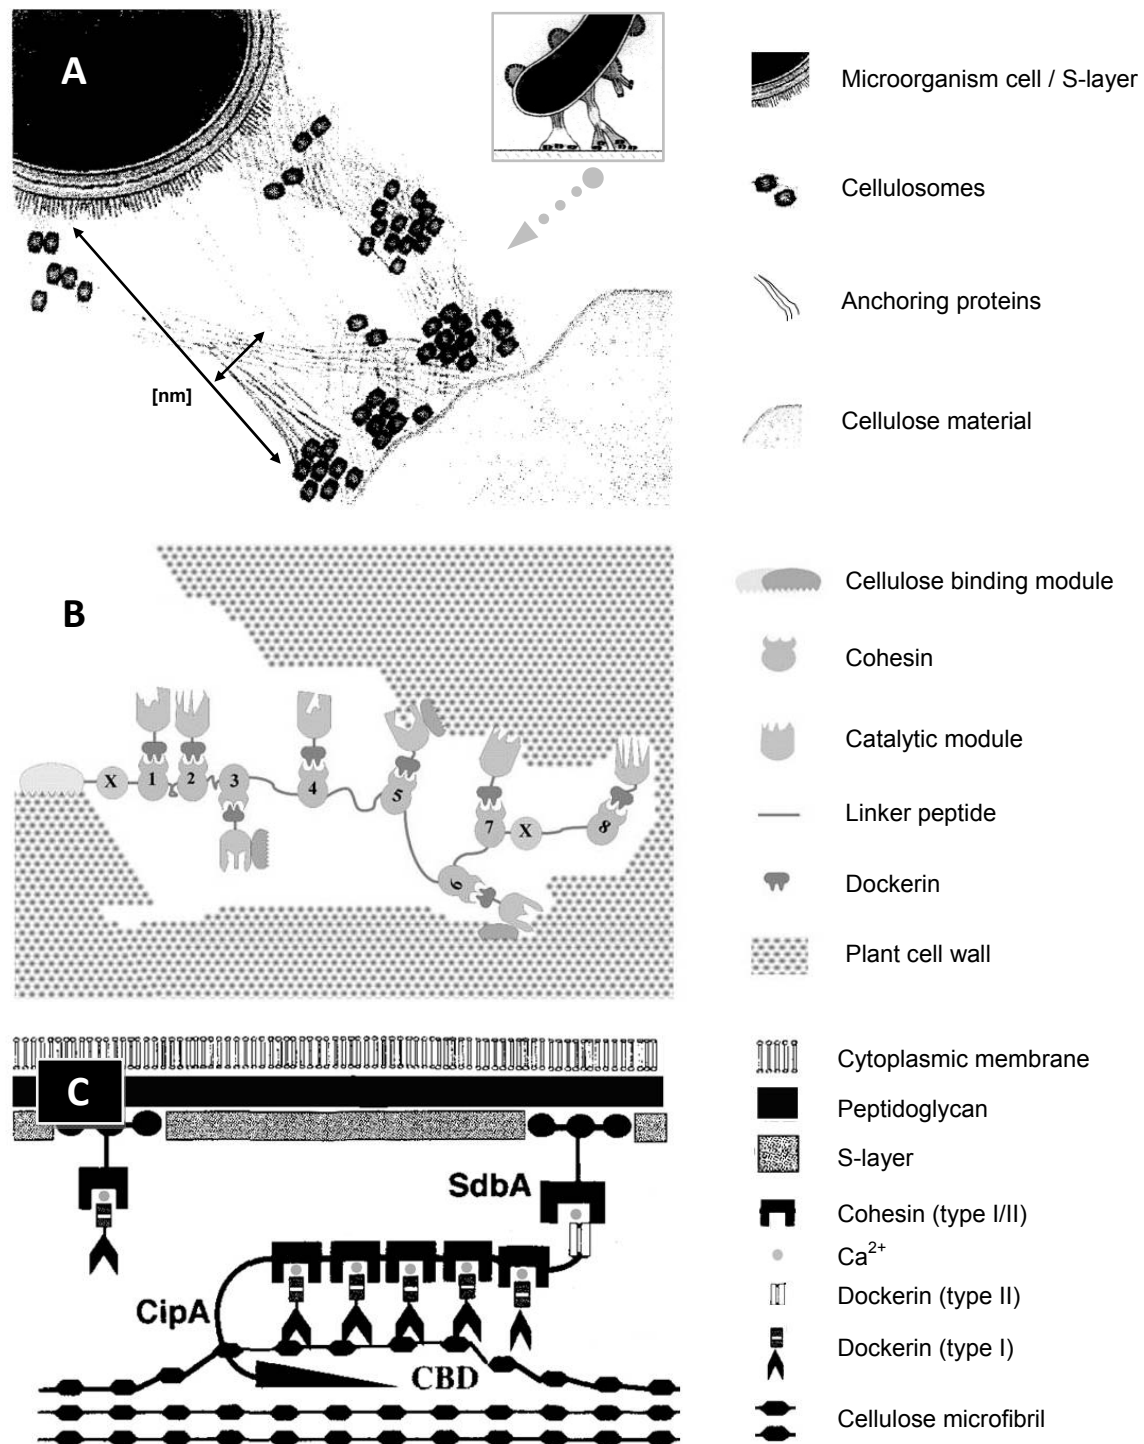 A
[nm]
Microorganism cell / S-layer
Cellulosomes
Anchoring proteins
Cellulose material
B
X
1
2
3
4
5
6
7
X
8
Cellulose binding module
Cohesin
Catalytic module
Linker peptide
Dockerin
Plant cell wall
C
SdbA
CipA
CBD
Cytoplasmic membrane
Peptidoglycan
S-layer
Cohesin (type I/II)
Ca2+
Dockerin (type II)
Dockerin (type I)
Cellulose microfibril